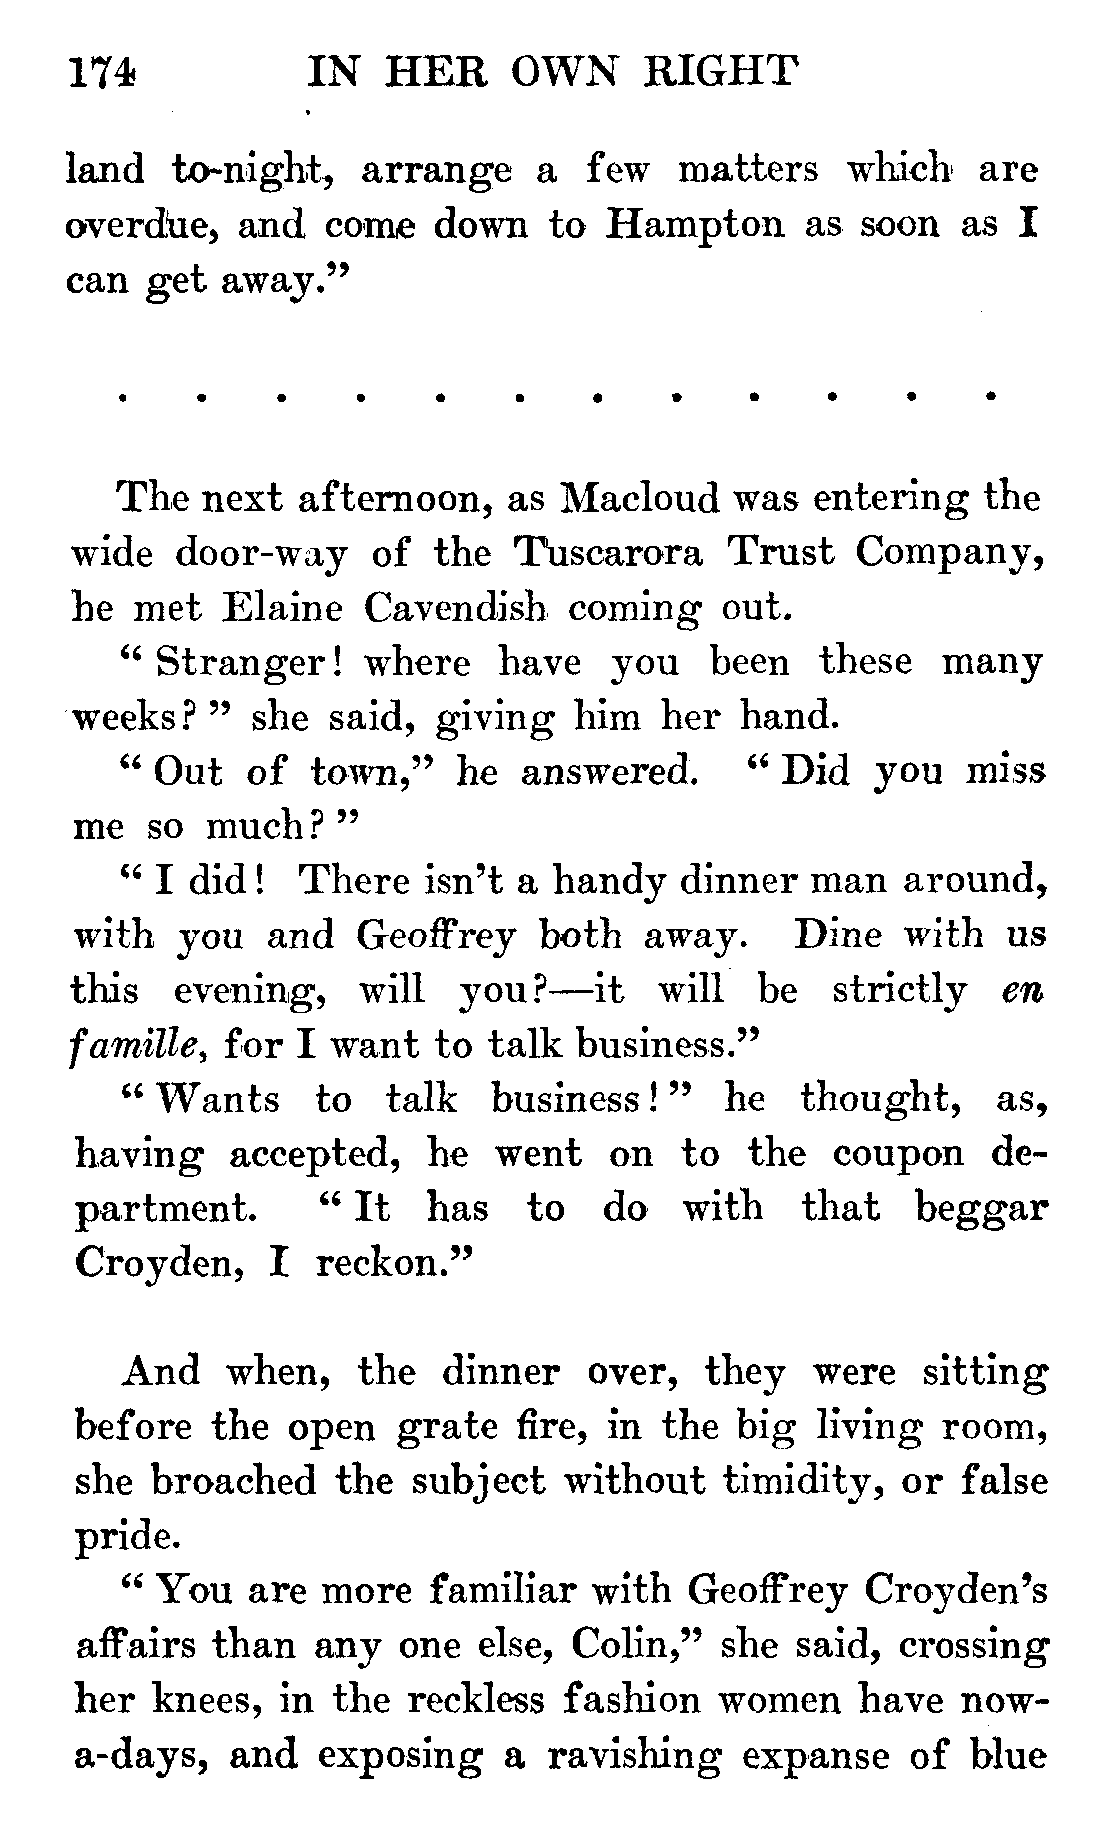 174 IN HER OWN RIGHT
land to-night, arrange a few matters which are
overdue, and come down to Hampton as soon as I
can get away."
. . . . . . . . . . . .
The next afternoon, as Macloud was entering the
wide door-way of the Tuscarora Trust Company,
he met Elaine Cavendish coming out.
" Stranger! where have you been these many
weeks? " she said, giving him her hand.
" Out of town," he answered. " Did you miss
me so much? "
" I did! There isn't a handy dinner man around,
with you and Geoffrey both away. Dine with us
this evening, will you?—it will be strictly en
famille, for I want to talk business."
" Wants to talk business! " he thought, as,
having accepted, he went on to the coupon de-
partment. " It has to do with that beggar
Croyden, I reckon."
And when, the dinner over, they were sitting
before the open grate fire, in the big living room,
she broached the subject without timidity, or false
pride.
" You are more familiar with Geoffrey Croyden's
affairs than any one else, Colin," she said, crossing
her knees, in the reckless fashion women have now-
a-days, and exposing a ravishing expanse of blue